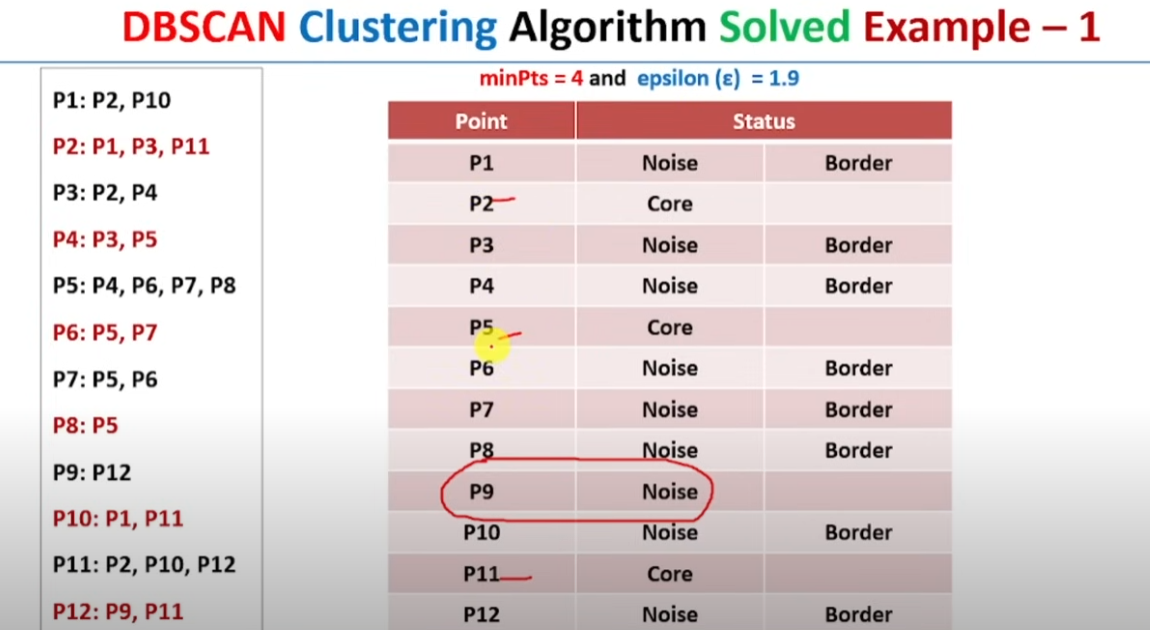 DBSCAN Clustering Algorithm Solved Example – 1
minPts = 4 and epsilon (ε) = 1.9
P1: P2, P10
P2: P1, P3, P11
P3: P2, P4
P4: P3, P5
P5: P4, P6, P7, P8
P6: P5, P7
P7: P5, P6
P8: P5
P9: P12
P10: P1, P11
P11: P2, P10, P12
P12: P9, P11
Point Status
P1 Noise Border
P2 Core
P3 Noise Border
P4 Noise Border
P5 Core
P6 Noise Border
P7 Noise Border
P8 Noise Border
P9 Noise
P10 Noise Border
P11 Core
P12 Noise Border